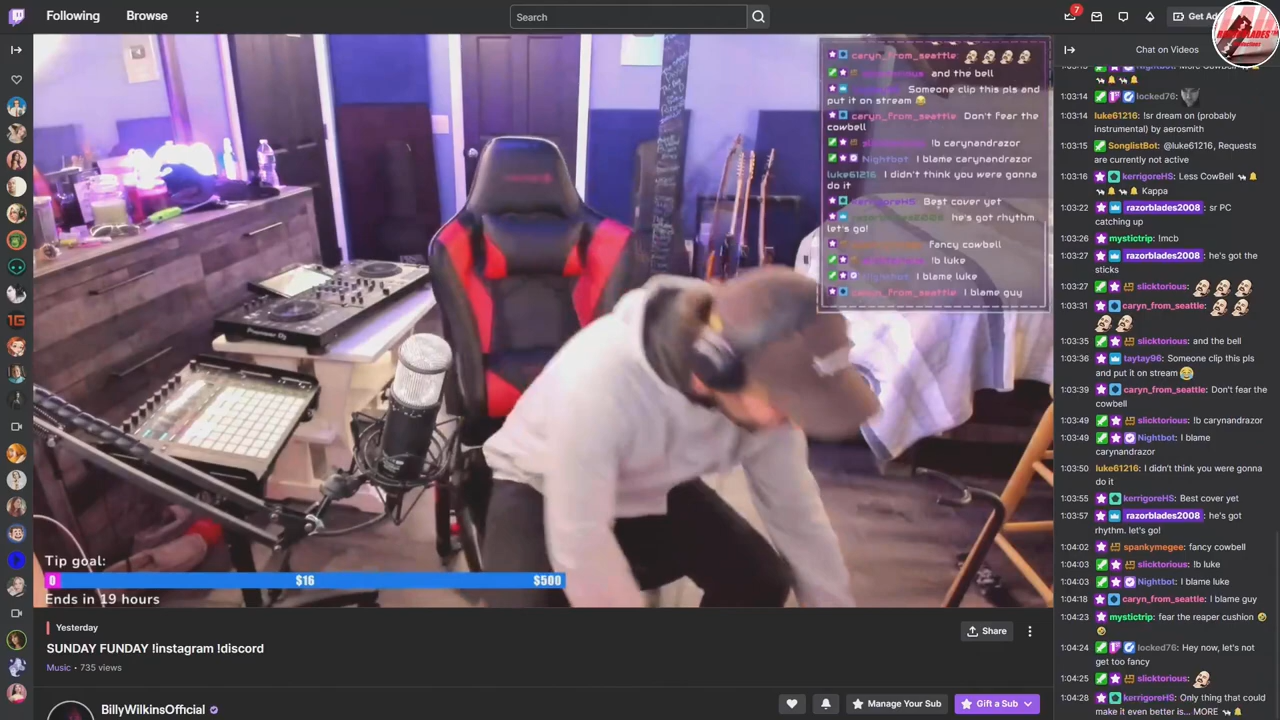 Following
Browse
Search
7
Get Ad
Chat on Videos
caryn_from_seattle
and the bell
Someone clip this pls and
put it on stream
caryn_from_seattle Don't fear the
cowbell
!b carynandrazor
Nightbot I blame carynandrazor
luke61216 I didn't think you were gonna
do it
kerrigoreHS Best cover yet
he's got rhythm
let's go!
fancy cowbell
!b luke
Nightbot I blame luke
caryn_from_seattle I blame guy
Tip goal:
0 $16 $500
Ends in 19 hours
Yesterday
SUNDAY FUNDAY !instagram !discord
Music • 735 views
Share
BillyWilkinsOfficial
Manage Your Sub
Gift a Sub
1:03:14 locked76:
1:03:14
luke61216: !sr dream on (probably
instrumental) by aerosmith
1:03:15 SonglistBot: @luke61216, Requests
are currently not active
1:03:16 kerrigoreHS: Less CowBell
Kappa
1:03:22 razorblades2008: sr PC
catching up
1:03:26 mystictrip: !mcb
1:03:27 razorblades2008: he's got the
sticks
1:03:27 slicktorious:
1:03:31 caryn_from_seattle:
1:03:35 slicktorious: and the bell
1:03:36 taytay96: Someone clip this pls
and put it on stream
1:03:39 caryn_from_seattle: Don't fear the
cowbell
1:03:49 slicktorious: !b carynandrazor
1:03:49 Nightbot: I blame
carynandrazor
1:03:50 luke61216: I didn't think you were gonna
do it
1:03:55 kerrigoreHS: Best cover yet
1:03:57 razorblades2008: he's got
rhythm. let's go!
1:04:02 spankymegee: fancy cowbell
1:04:03 slicktorious: !b luke
1:04:03 Nightbot: I blame luke
1:04:18 caryn_from_seattle: I blame guy
1:04:23 mystictrip: fear the reaper cushion
1:04:24 locked76: Hey now, let's not
get too fancy
1:04:25 slicktorious:
1:04:28 kerrigoreHS: Only thing that could
make it even better is... MORE